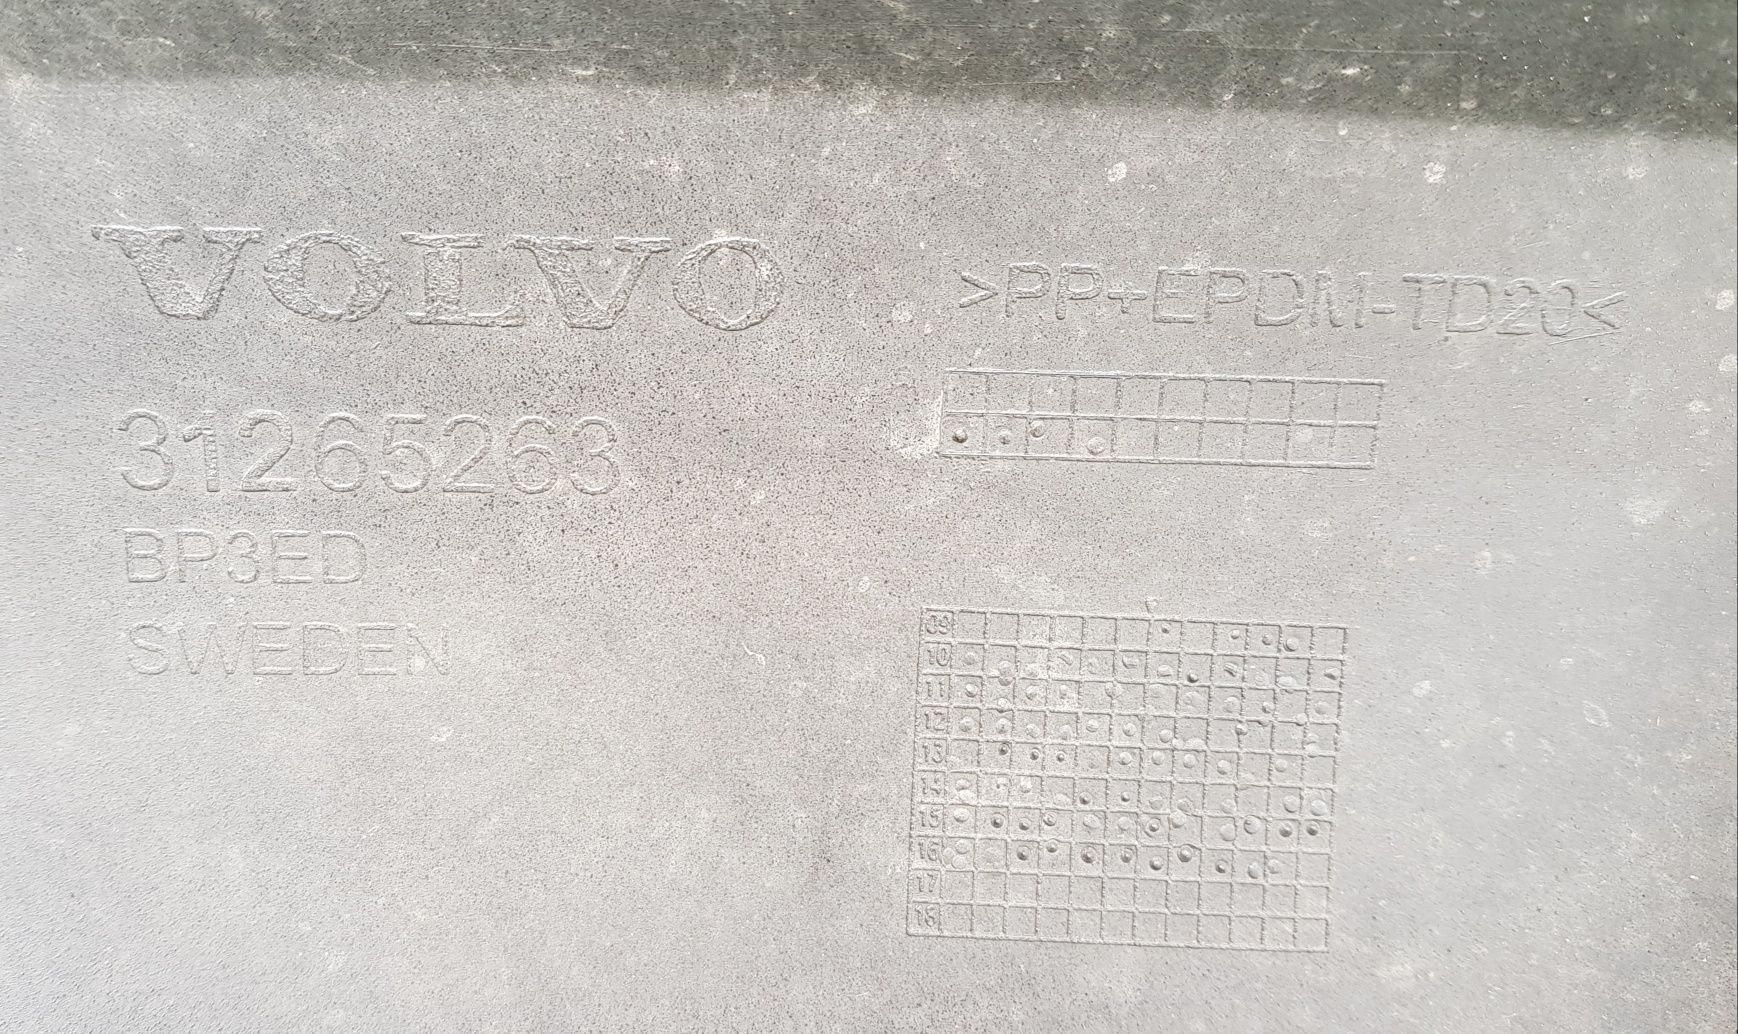 VOLVO
31265263
BP3ED
SWEDEN
>PP+EPDM-TD20<
09
10
11
12
13
14
15
16
17
18